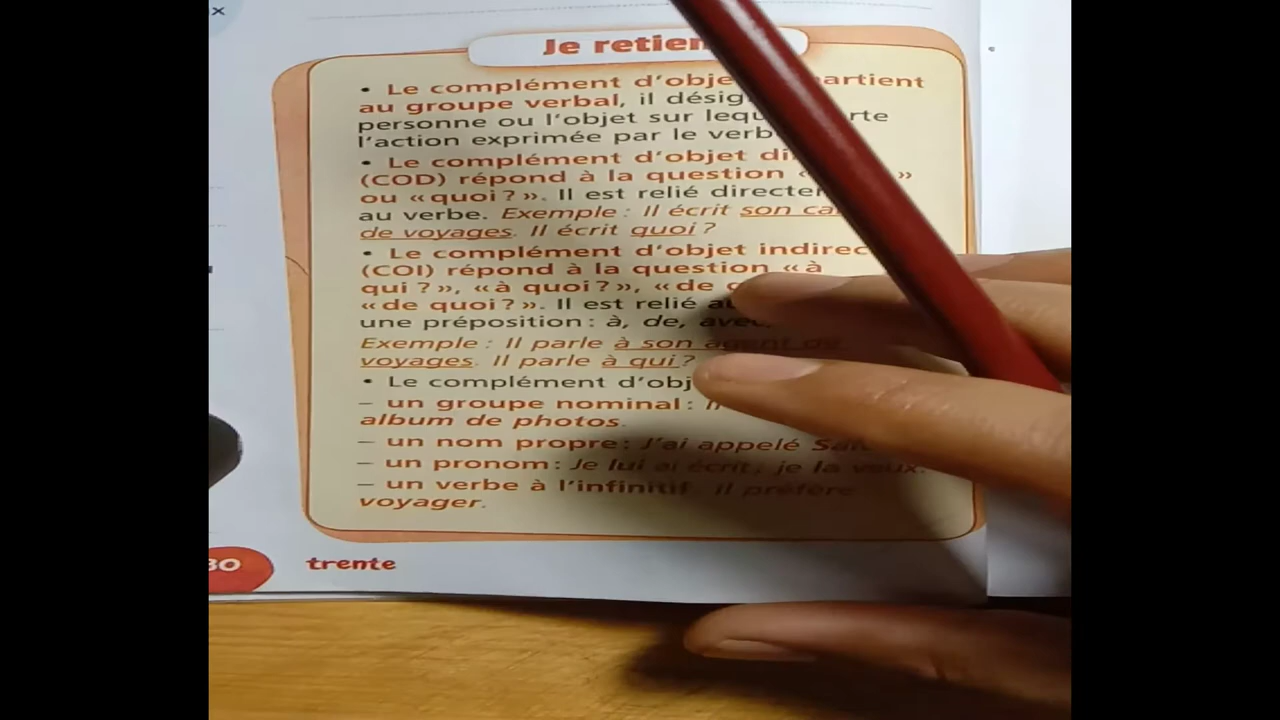 x
Je retien
• Le complément d'obje artient
au groupe verbal, il désig
personne ou l'objet sur lequ rte
l'action exprimée par le verb
• Le complément d'objet di
(COD) répond à la question « »
ou « quoi ? ». Il est relié directe
au verbe. Exemple : Il écrit son ca
de voyages. Il écrit quoi ?
• Le complément d'objet indirec
(COI) répond à la question « à
qui ? », « à quoi ? », « de
« de quoi ? ». Il est relié au
une préposition : à, de, avec,
Exemple : Il parle à son agent de
voyages. Il parle à qui ?
• Le complément d'obj
– un groupe nominal :
album de photos.
– un nom propre : J'ai appelé
– un pronom : Je lui ai écrit, je la veux.
– un verbe à l'infinitif : il préfère
voyager.
30 trente